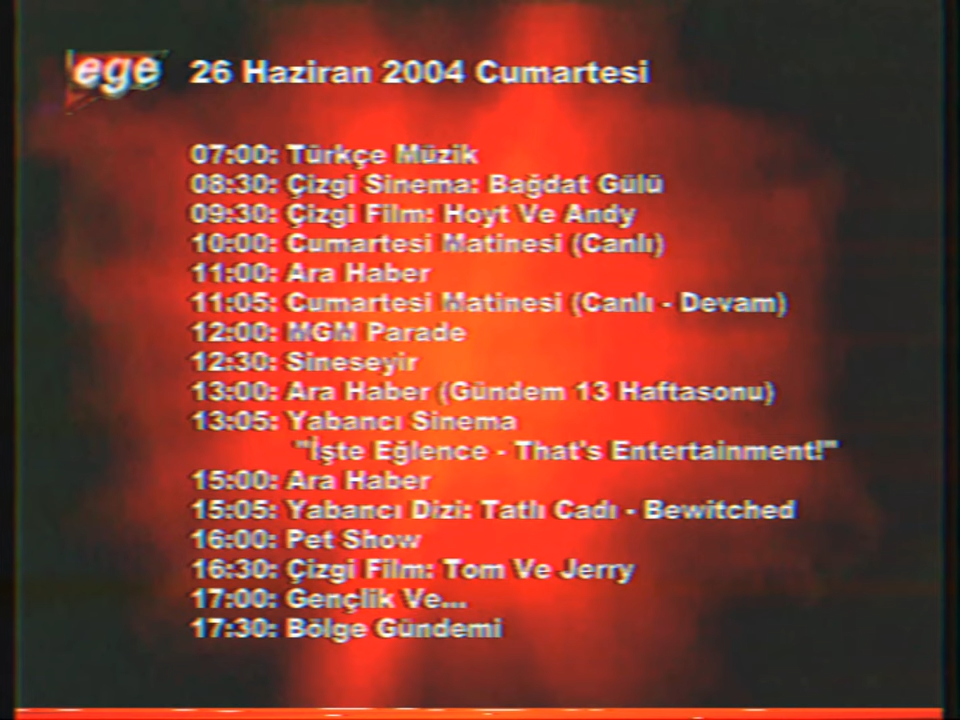 ege
26 Haziran 2004 Cumartesi
07:00: Türkçe Müzik
08:30: Çizgi Sinema: Bağdat Gülü
09:30: Çizgi Film: Hoyt Ve Andy
10:00: Cumartesi Matinesi (Canlı)
11:00: Ara Haber
11:05: Cumartesi Matinesi (Canlı - Devam)
12:00: MGM Parade
12:30: Sineseyir
13:00: Ara Haber (Gündem 13 Haftasonu)
13:05: Yabancı Sinema
"İşte Eğlence - That's Entertainment!"
15:00: Ara Haber
15:05: Yabancı Dizi: Tatlı Cadı - Bewitched
16:00: Pet Show
16:30: Çizgi Film: Tom Ve Jerry
17:00: Gençlik Ve...
17:30: Bölge Gündemi